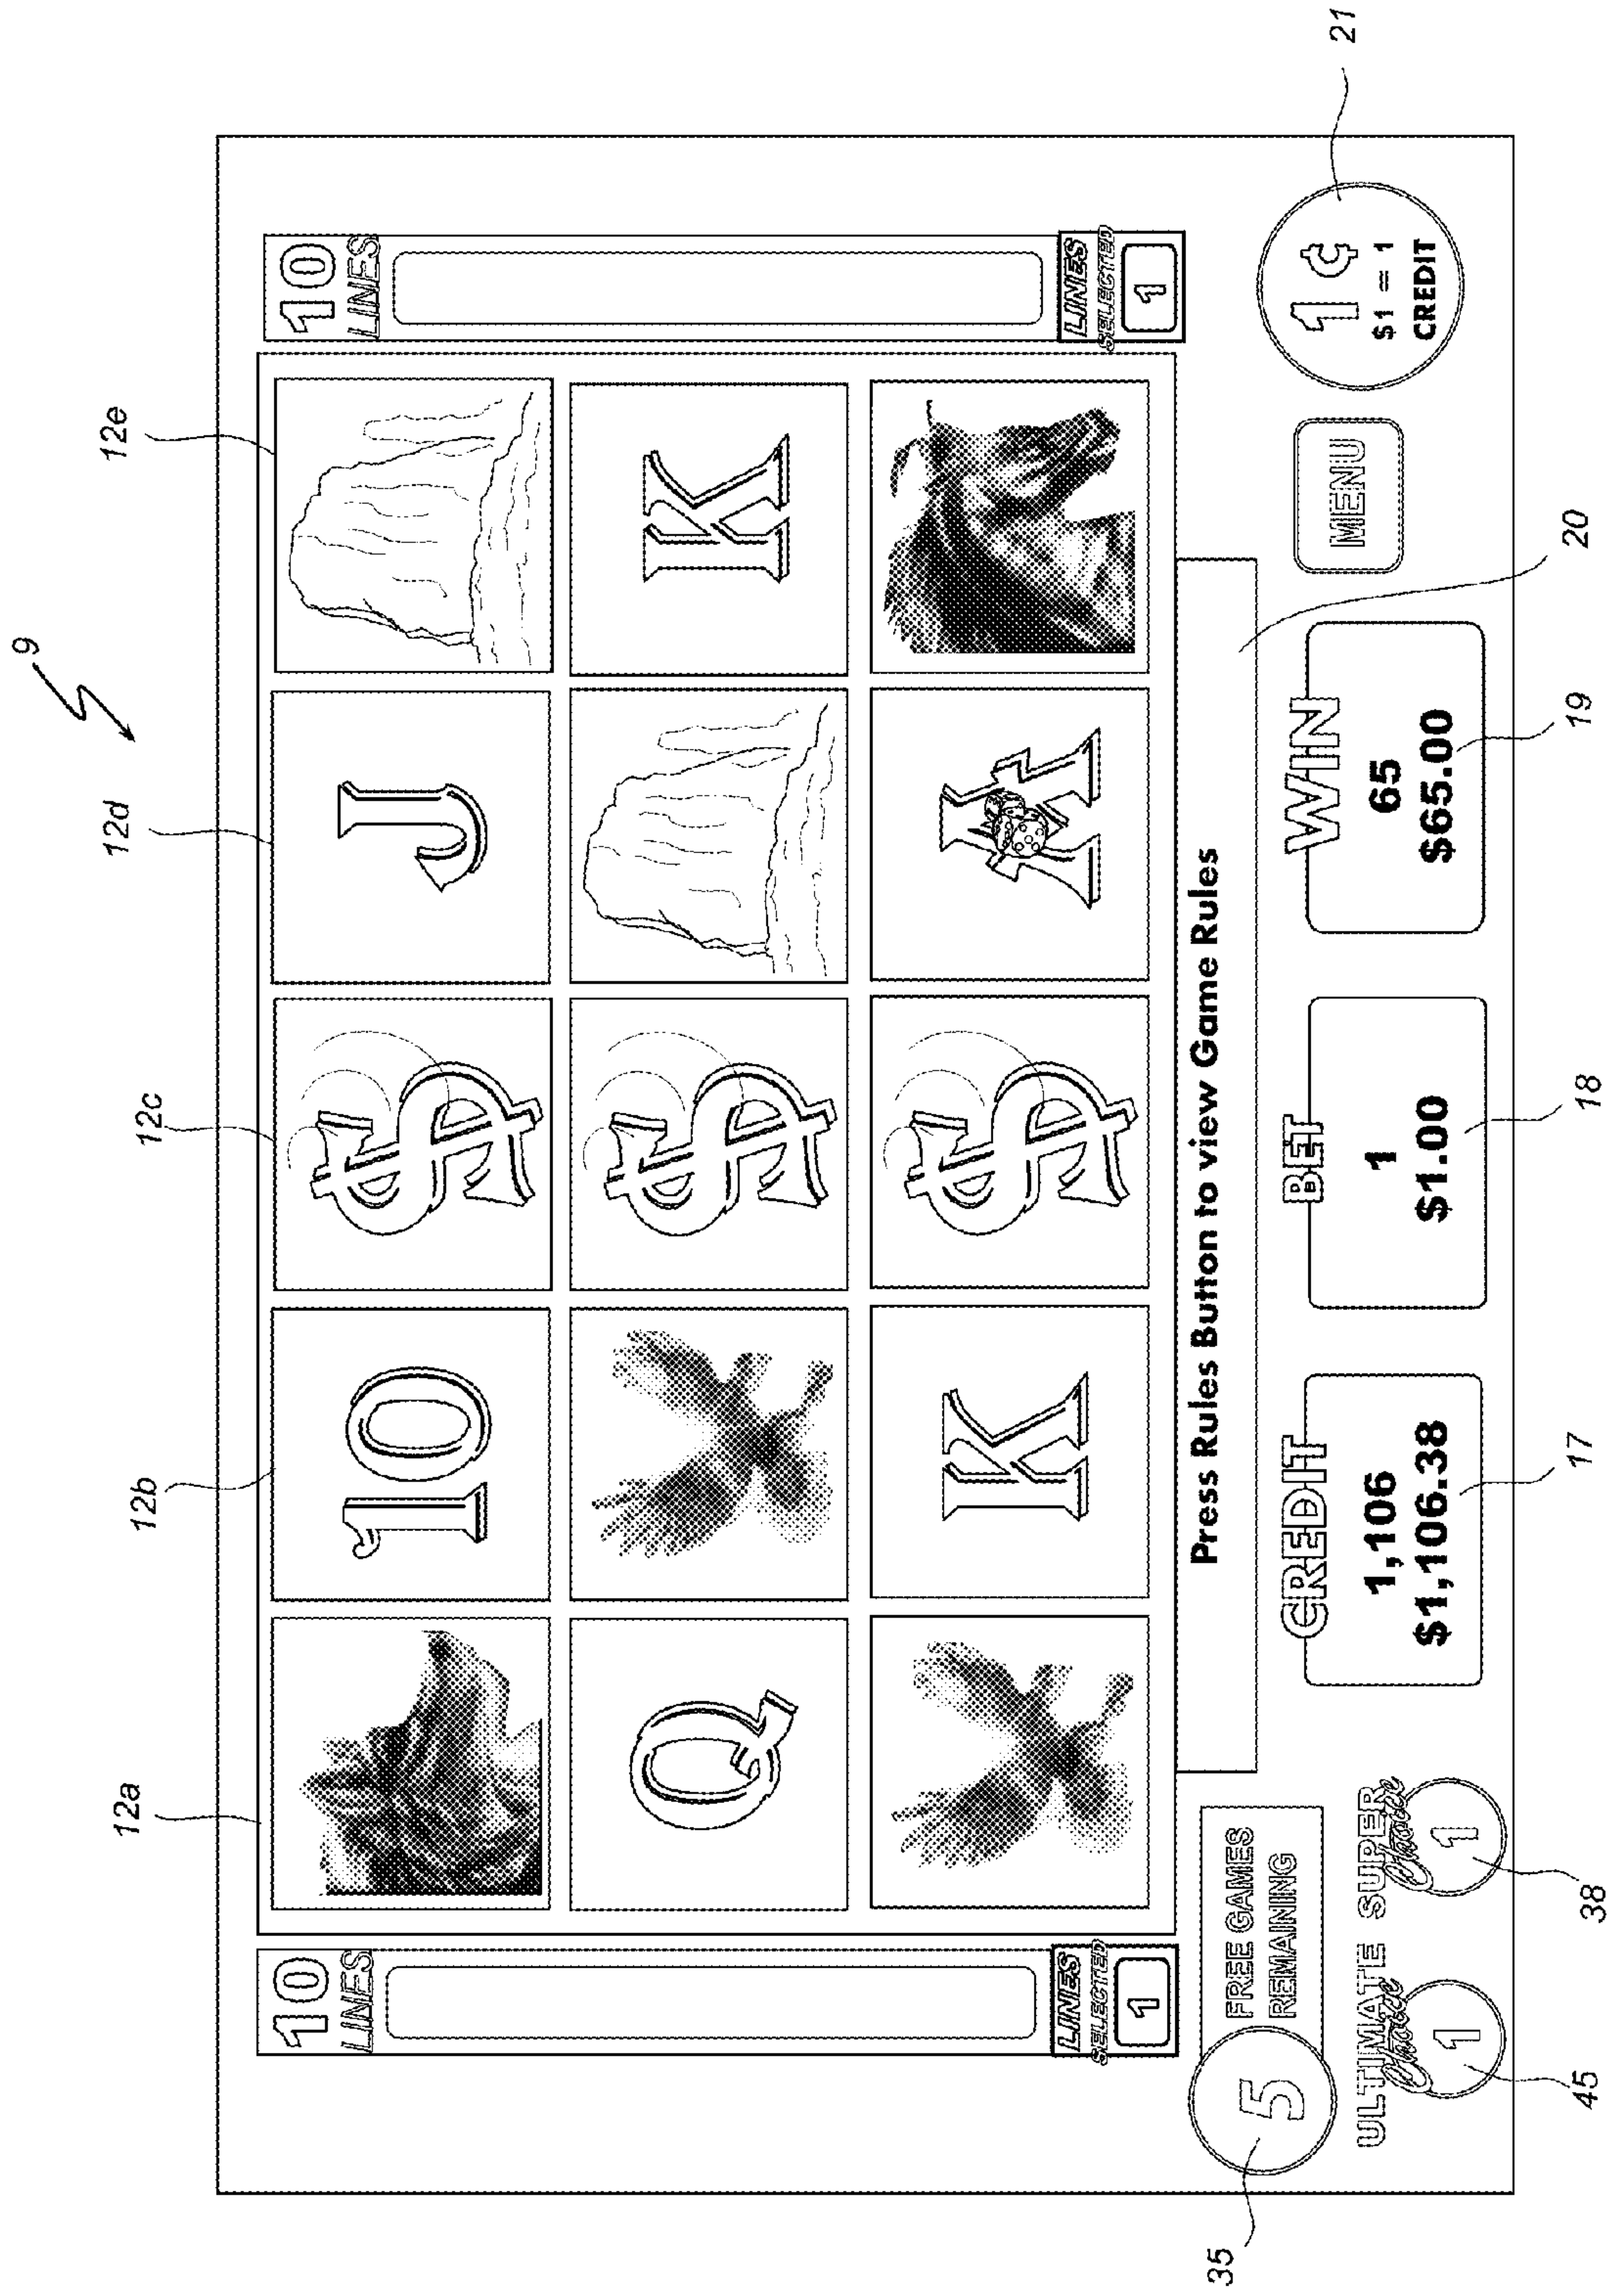 9
12a
12b
12c
12d
12e
10
LINES
10
LINES
10
J
Q
K
K
A
LINES
SELECTED
1
LINES
SELECTED
1
Press Rules Button to view Game Rules
20
35
5
FREE GAMES
REMAINING
ULTIMATE
Choice
1
45
SUPER
Choice
1
38
CREDIT
1,106
$1,106.38
17
BET
1
$1.00
18
WIN
65
$65.00
19
MENU
1¢
$1 = 1
CREDIT
21